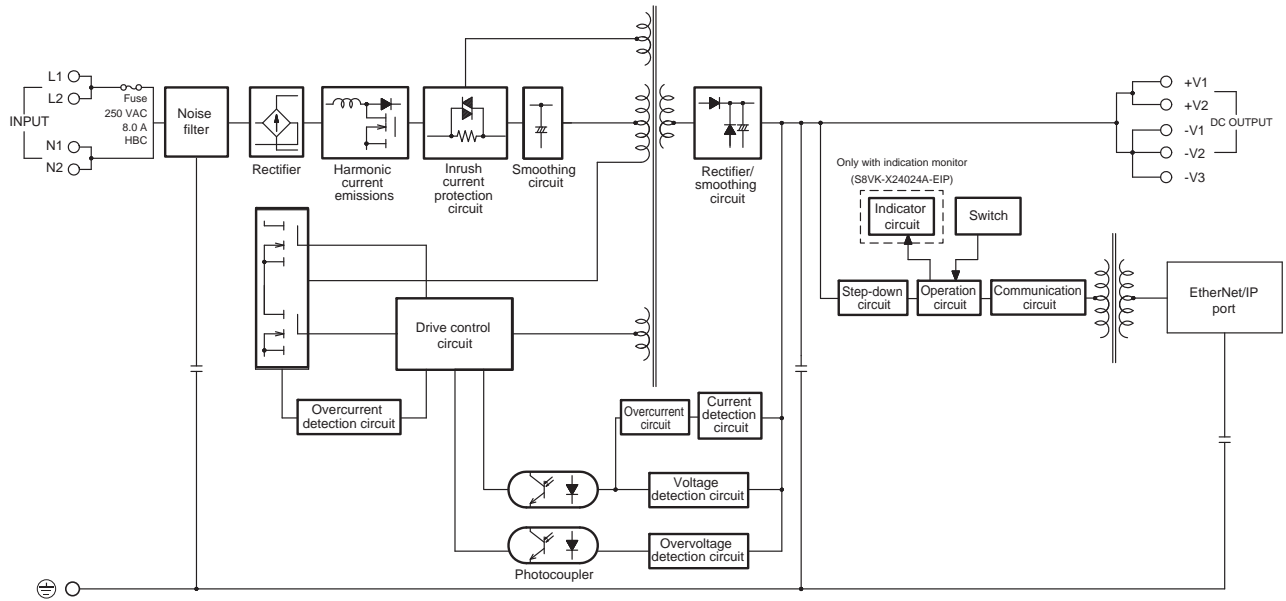 L1
L2
INPUT
N1
N2
Fuse
250 VAC
8.0 A
HBC
Noise
filter
Rectifier
Harmonic
current
emissions
Inrush
current
protection
circuit
Smoothing
circuit
Rectifier/
smoothing
circuit
+V1
+V2
-V1
DC OUTPUT
-V2
-V3
Only with indication monitor
(S8VK-X24024A-EIP)
Indicator
circuit
Switch
Step-down
circuit
Operation
circuit
Communication
circuit
EtherNet/IP
port
Drive control
circuit
Overcurrent
detection circuit
Overcurrent
circuit
Current
detection
circuit
Voltage
detection circuit
Overvoltage
detection circuit
Photocoupler